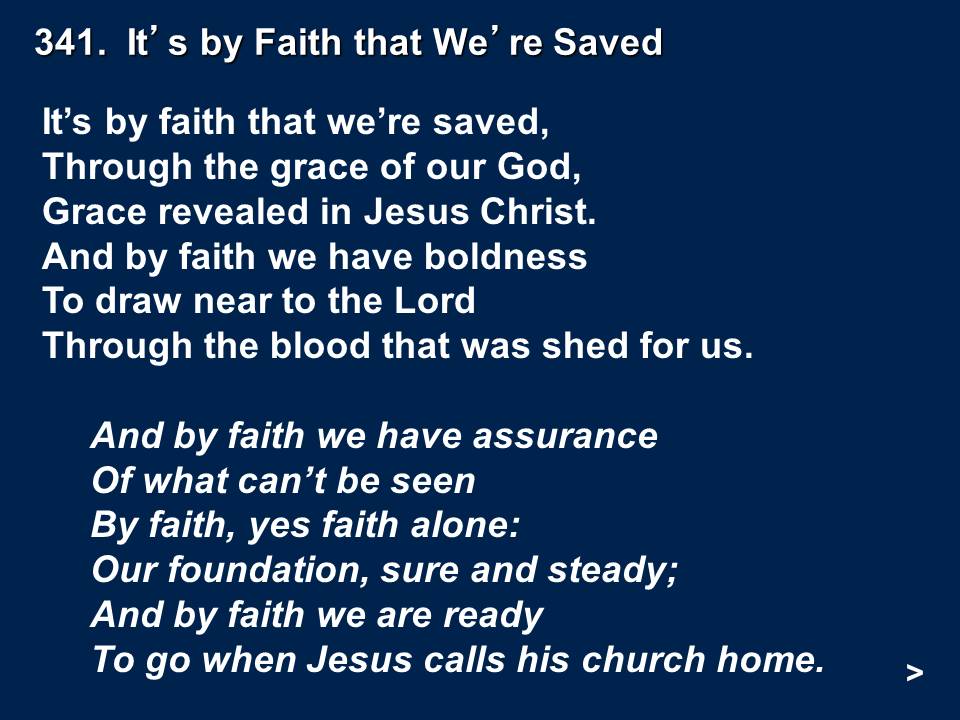 341. It’s by Faith that We’re Saved
It’s by faith that we’re saved,
Through the grace of our God,
Grace revealed in Jesus Christ.
And by faith we have boldness
To draw near to the Lord
Through the blood that was shed for us.
And by faith we have assurance
Of what can’t be seen
By faith, yes faith alone:
Our foundation, sure and steady;
And by faith we are ready
To go when Jesus calls his church home.
>